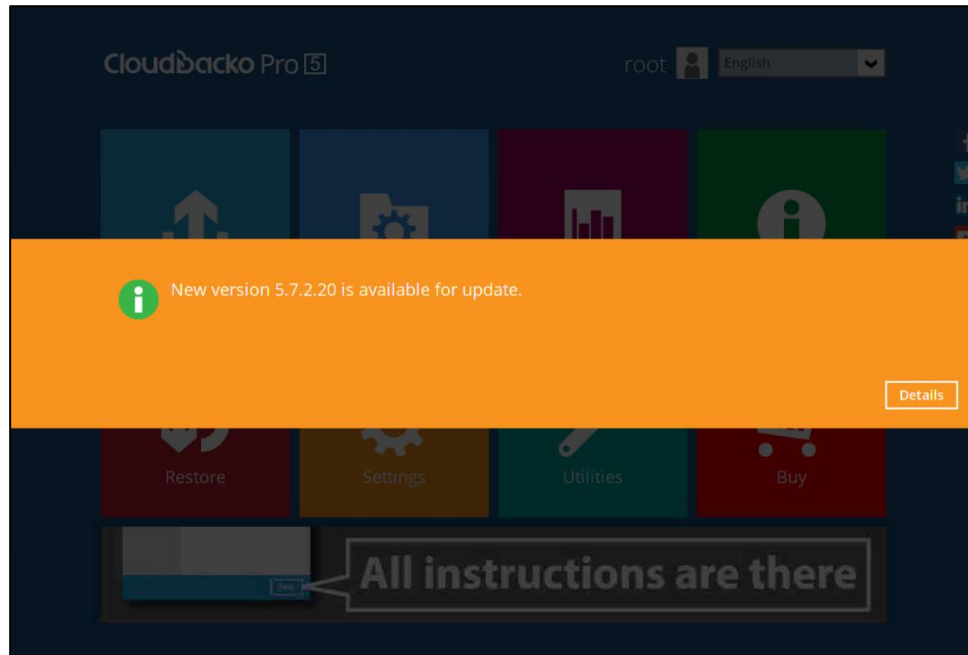 Cloudbacko Pro 5
root
English
New version 5.7.2.20 is available for update.
Details
Restore
Settings
Utilities
Buy
All instructions are there